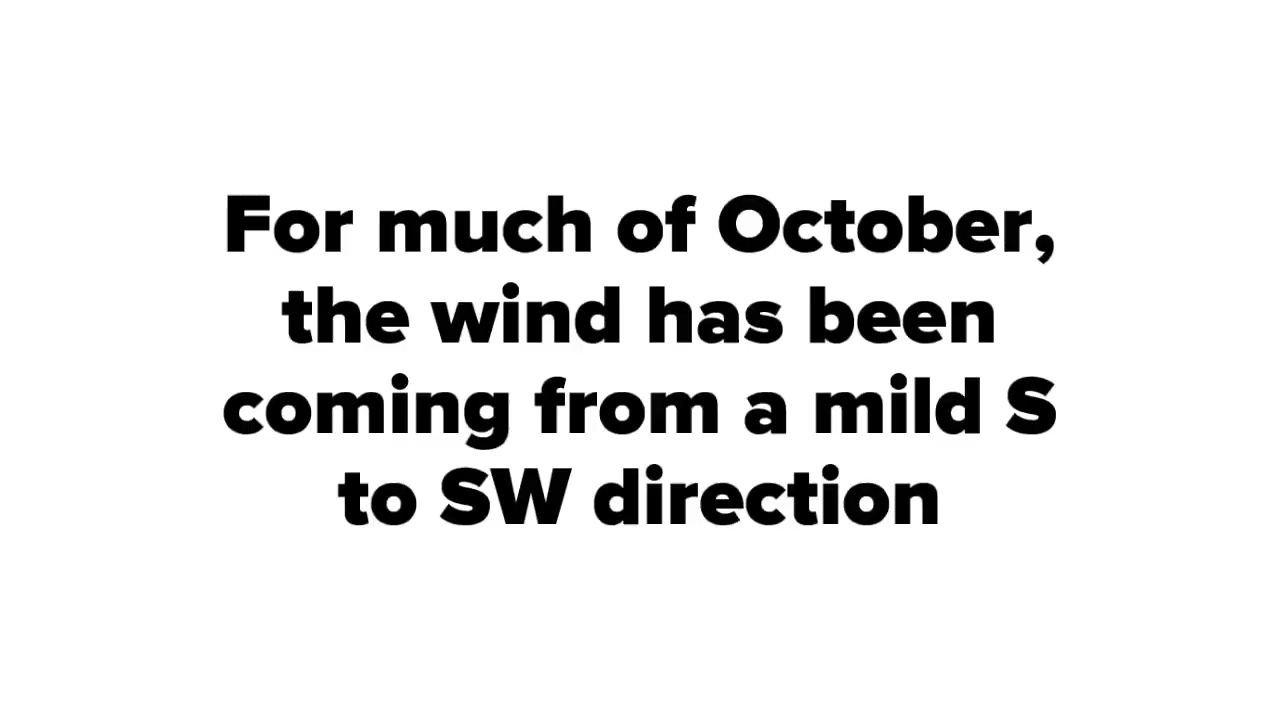 For much of October,
the wind has been
coming from a mild S
to SW direction